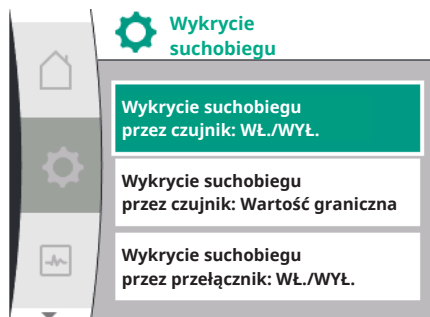 Wykrycie
suchobiegu
Wykrycie suchobiegu
przez czujnik: WŁ./WYŁ.
Wykrycie suchobiegu
przez czujnik: Wartość graniczna
Wykrycie suchobiegu
przez przełącznik: WŁ./WYŁ.